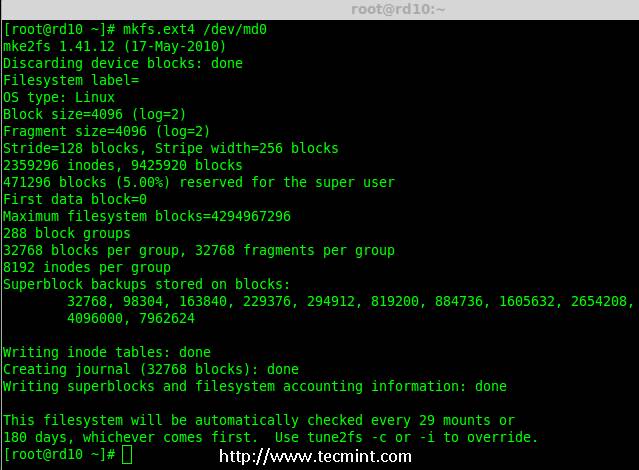 root@rd10:~
[root@rd10 ~]# mkfs.ext4 /dev/md0
mke2fs 1.41.12 (17-May-2010)
Discarding device blocks: done
Filesystem label=
OS type: Linux
Block size=4096 (log=2)
Fragment size=4096 (log=2)
Stride=128 blocks, Stripe width=256 blocks
2359296 inodes, 9425920 blocks
471296 blocks (5.00%) reserved for the super user
First data block=0
Maximum filesystem blocks=4294967296
288 block groups
32768 blocks per group, 32768 fragments per group
8192 inodes per group
Superblock backups stored on blocks:
32768, 98304, 163840, 229376, 294912, 819200, 884736, 1605632, 2654208,
4096000, 7962624
Writing inode tables: done
Creating journal (32768 blocks): done
Writing superblocks and filesystem accounting information: done
This filesystem will be automatically checked every 29 mounts or
180 days, whichever comes first.  Use tune2fs -c or -i to override.
[root@rd10 ~]#
http://www.tecmint.com